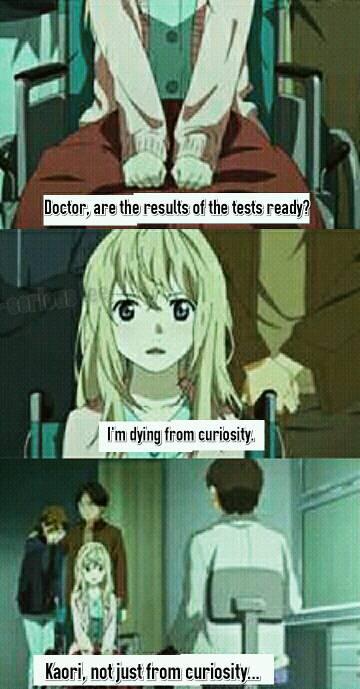 Doctor, are the results of the tests ready?
I'm dying from curiosity.
Kaori, not just from curiosity...